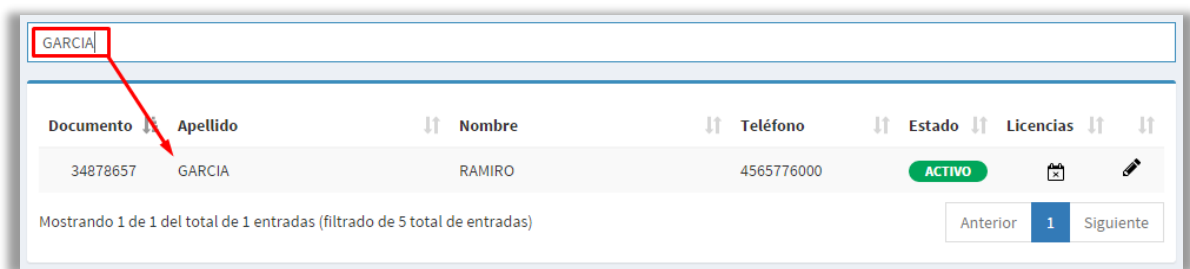 GARCIA
Documento Apellido Nombre Teléfono Estado Licencias
34878657 GARCIA RAMIRO 4565776000 ACTIVO
Mostrando 1 de 1 del total de 1 entradas (filtrado de 5 total de entradas) Anterior 1 Siguiente